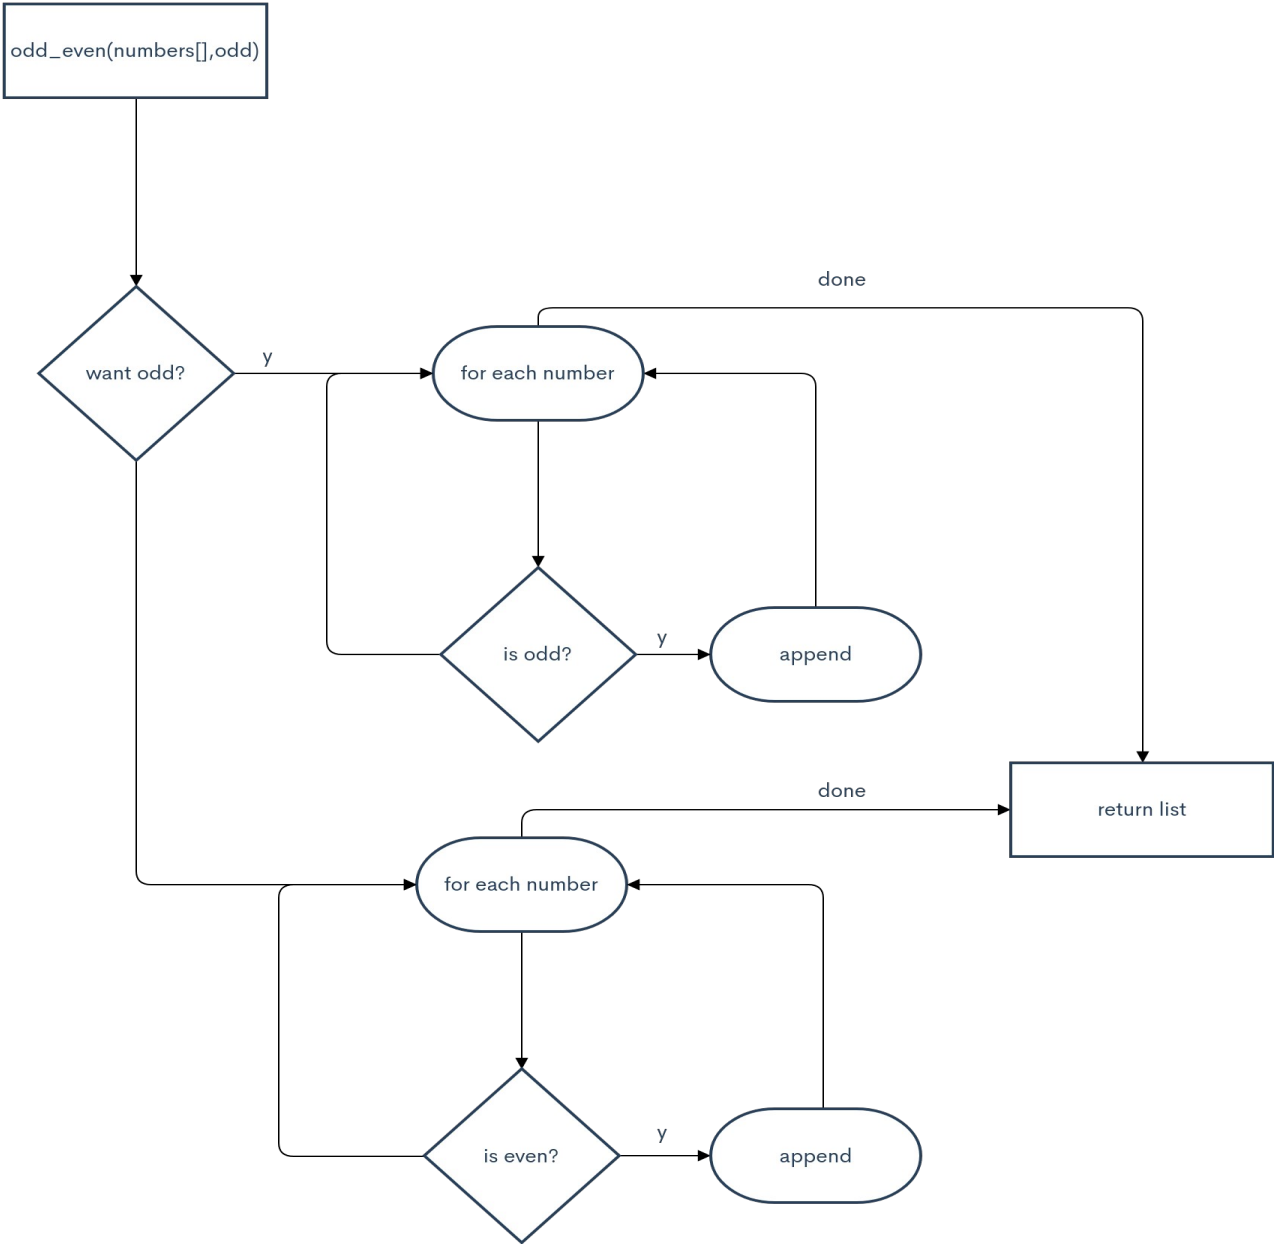 odd_even(numbers[],odd)
done
want odd?
y
for each number
is odd?
y
append
done
return list
for each number
is even?
y
append